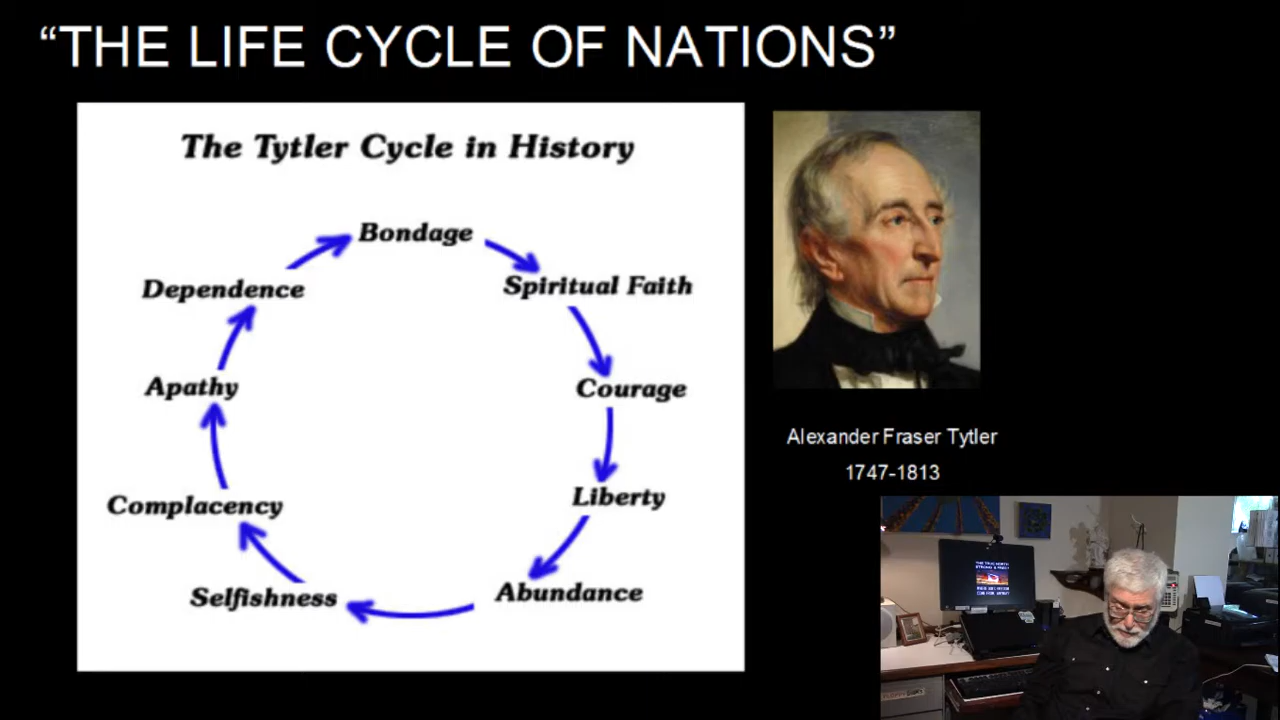 “THE LIFE CYCLE OF NATIONS”
The Tytler Cycle in History
Bondage
Spiritual Faith
Courage
Liberty
Abundance
Selfishness
Complacency
Apathy
Dependence
Alexander Fraser Tytler
1747-1813